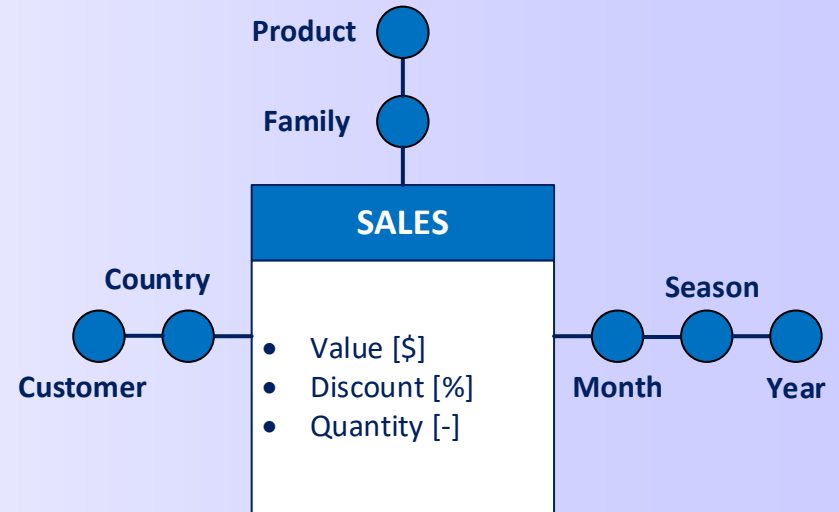 Product
Family
SALES
Country
Season
• Value [$]
• Discount [%]
• Quantity [-]
Customer
Month
Year